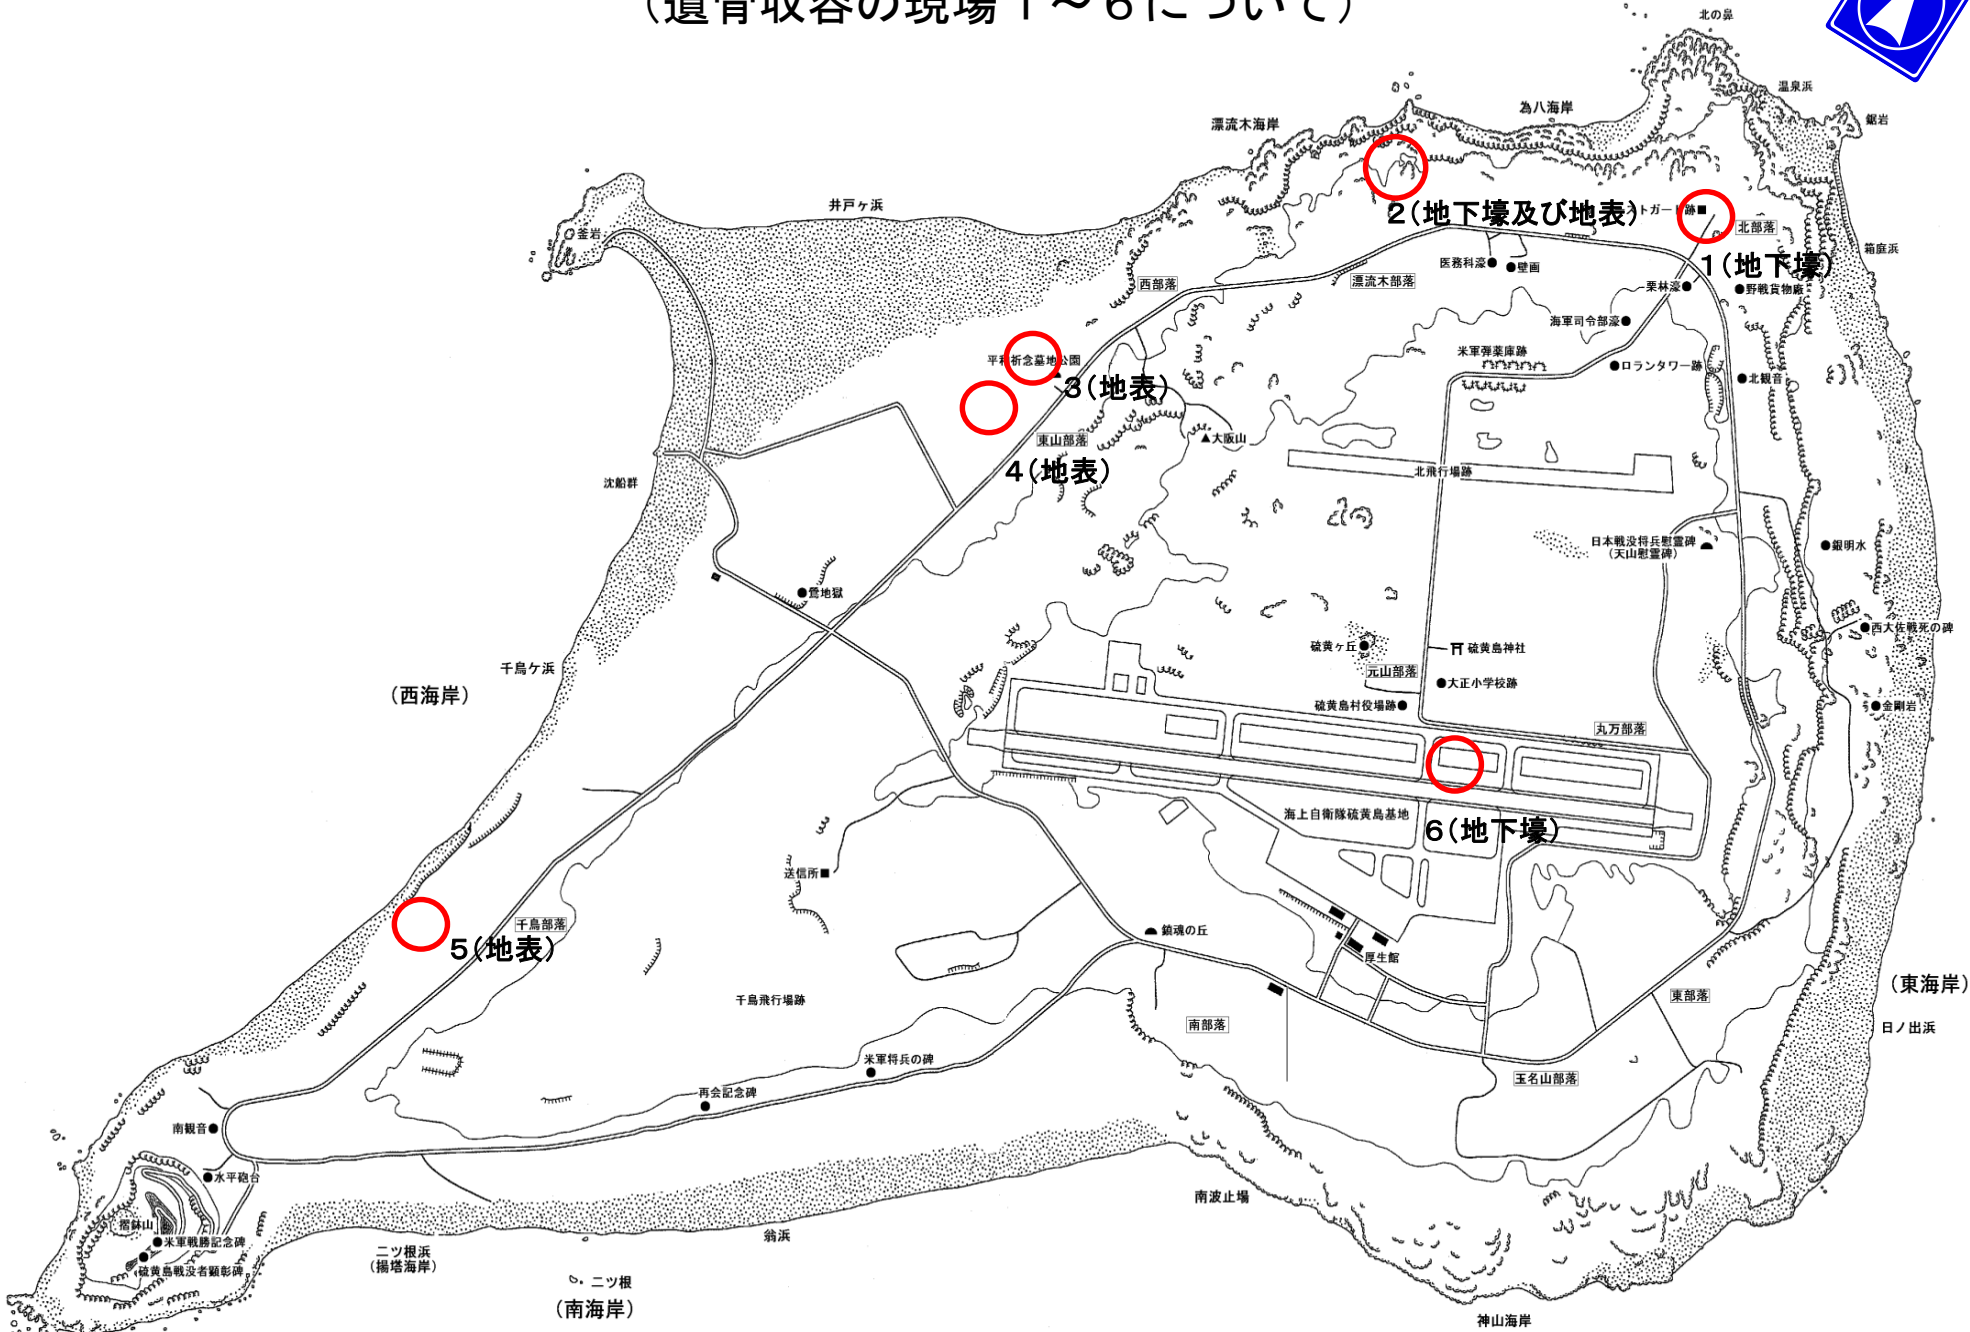 （遺骨収容の現場１～６について）
北の鼻
温泉浜
鋸岩
為八海岸
漂流木海岸
井戸ヶ浜
釜岩
2（地下壕及び地表）
トガード跡
北部落
箱庭浜
1（地下壕）
医務科濠
壁画
栗林濠
野戦貨物廠
西部落
漂流木部落
海軍司令部濠
米軍弾薬庫跡
ロランタワー跡
北観音
平和祈念墓地公園
3（地表）
東山部落
大阪山
4（地表）
北飛行場跡
沈船群
日本戦没将兵慰霊碑
（天山慰霊碑）
銀明水
鶯地獄
西大佐戦死の碑
硫黄ヶ丘
硫黄島神社
元山部落
大正小学校跡
千鳥ケ浜
（西海岸）
硫黄島村役場跡
金剛岩
丸万部落
海上自衛隊硫黄島基地
6（地下壕）
送信所
千鳥部落
5（地表）
鎮魂の丘
厚生館
（東海岸）
東部落
千鳥飛行場跡
南部落
日ノ出浜
米軍将兵の碑
再会記念碑
玉名山部落
南観音
水平砲台
南波止場
摺鉢山
米軍戦勝記念碑
硫黄島戦没者顕彰碑
翁浜
二ツ根浜
（揚塔海岸）
二ツ根
（南海岸）
神山海岸